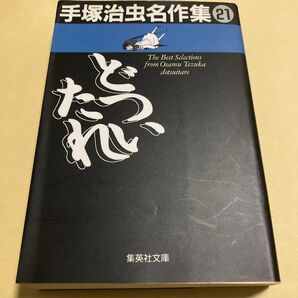 手塚治虫名作集21
The Best Selections
from Osamu Tezuka
dotsuitare
どついたれ
集英社文庫